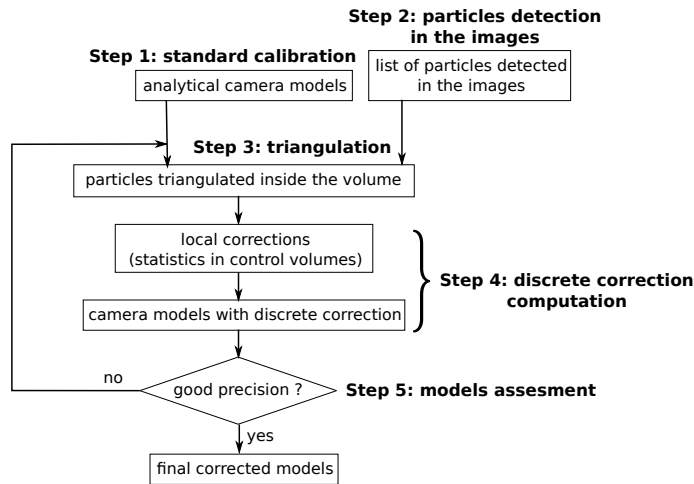 Step 2: particles detection
in the images
Step 1: standard calibration
analytical camera models
list of particles detected
in the images
Step 3: triangulation
particles triangulated inside the volume
local corrections
(statistics in control volumes)
Step 4: discrete correction
computation
camera models with discrete correction
no
good precision ?
Step 5: models assesment
yes
final corrected models